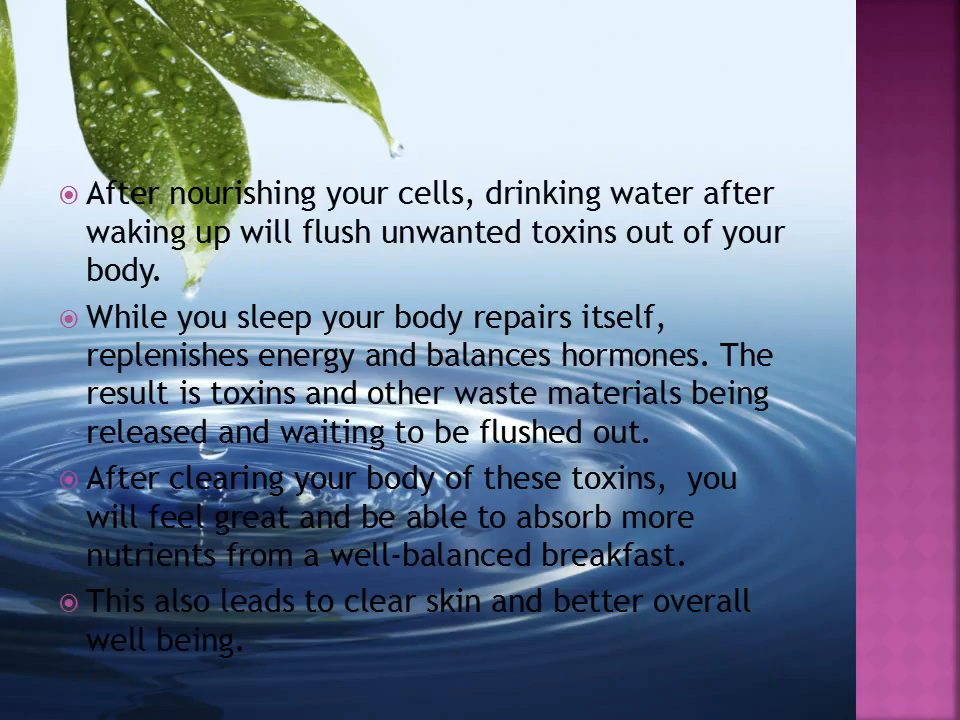 After nourishing your cells, drinking water after
waking up will flush unwanted toxins out of your
body.
While you sleep your body repairs itself,
replenishes energy and balances hormones. The
result is toxins and other waste materials being
released and waiting to be flushed out.
After clearing your body of these toxins,  you
will feel great and be able to absorb more
nutrients from a well-balanced breakfast.
This also leads to clear skin and better overall
well being.